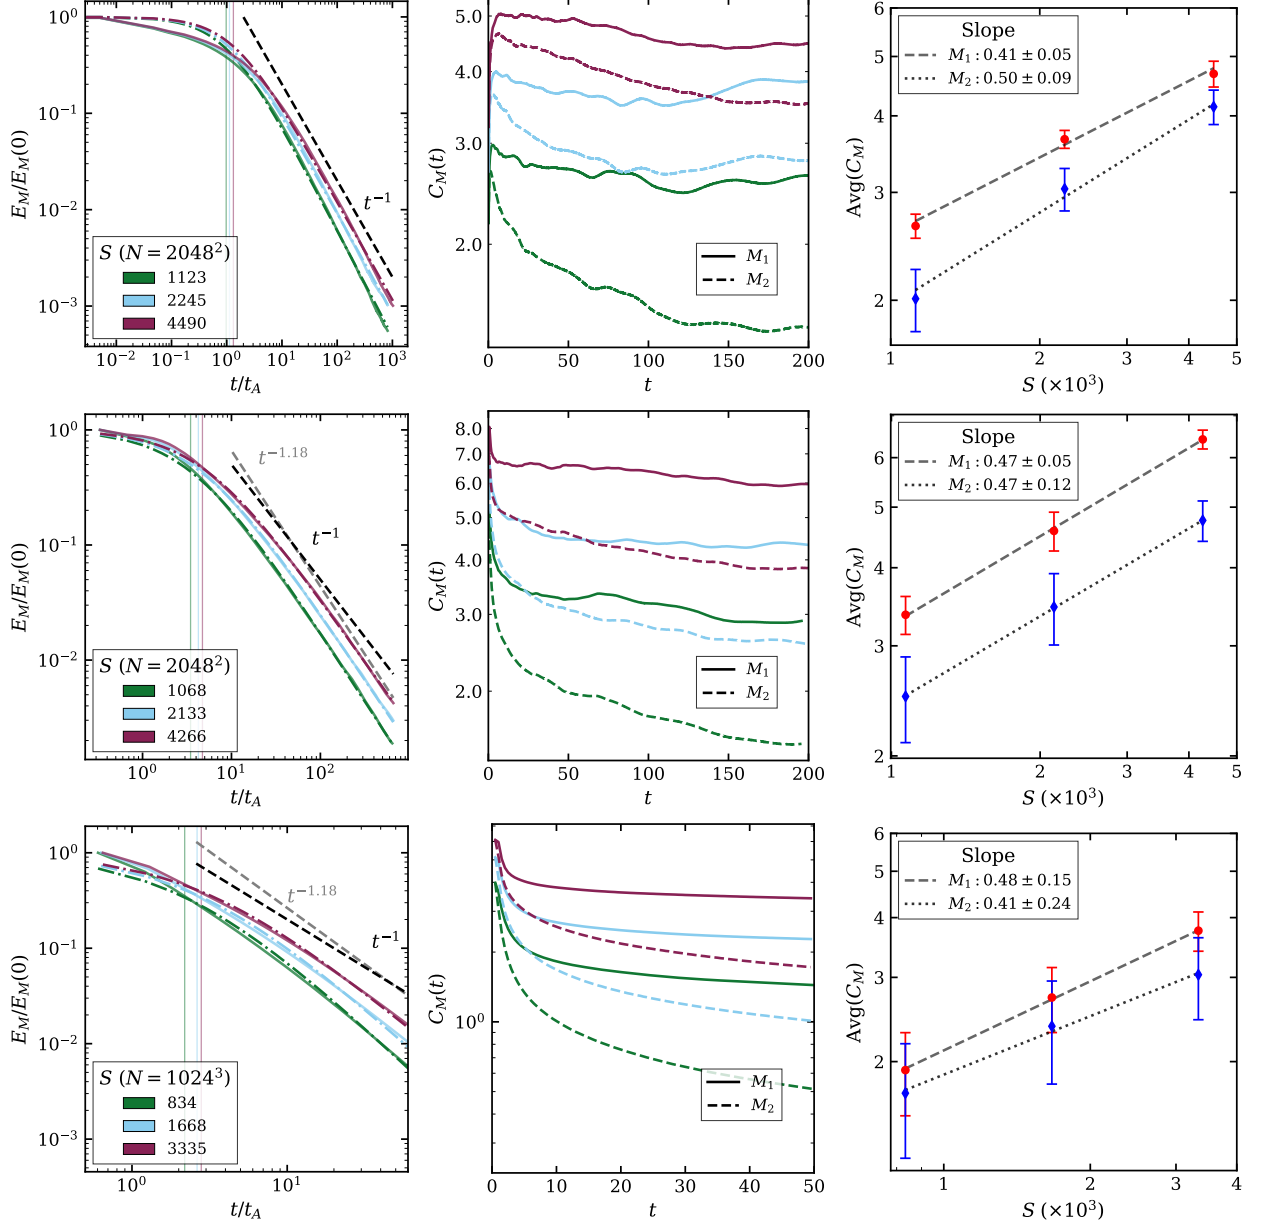 10^0
10^−1
10^−2
10^−3
E_M/E_M(0)
t^−1
S (N = 2048^2)
1123
2245
4490
10^−2 10^−1 10^0 10^1 10^2 10^3
t/t_A
5.0
4.0
3.0
2.0
C_M(t)
M_1
M_2
0 50 100 150 200
t
6
5
4
3
2
Avg(C_M)
Slope
M_1 : 0.41 ± 0.05
M_2 : 0.50 ± 0.09
1 2 3 4 5
S (×10^3)
10^0
10^−1
10^−2
E_M/E_M(0)
t^−1.18
t^−1
S (N = 2048^2)
1068
2133
4266
10^0 10^1 10^2
t/t_A
8.0
7.0
6.0
5.0
4.0
3.0
2.0
C_M(t)
M_1
M_2
0 50 100 150 200
t
6
5
4
3
2
Avg(C_M)
Slope
M_1 : 0.47 ± 0.05
M_2 : 0.47 ± 0.12
1 2 3 4 5
S (×10^3)
10^0
10^−1
10^−2
10^−3
E_M/E_M(0)
t^−1.18
t^−1
S (N = 1024^3)
834
1668
3335
10^0 10^1
t/t_A
10^0
C_M(t)
M_1
M_2
0 10 20 30 40 50
t
6
5
4
3
2
Avg(C_M)
Slope
M_1 : 0.48 ± 0.15
M_2 : 0.41 ± 0.24
1 2 3 4
S (×10^3)